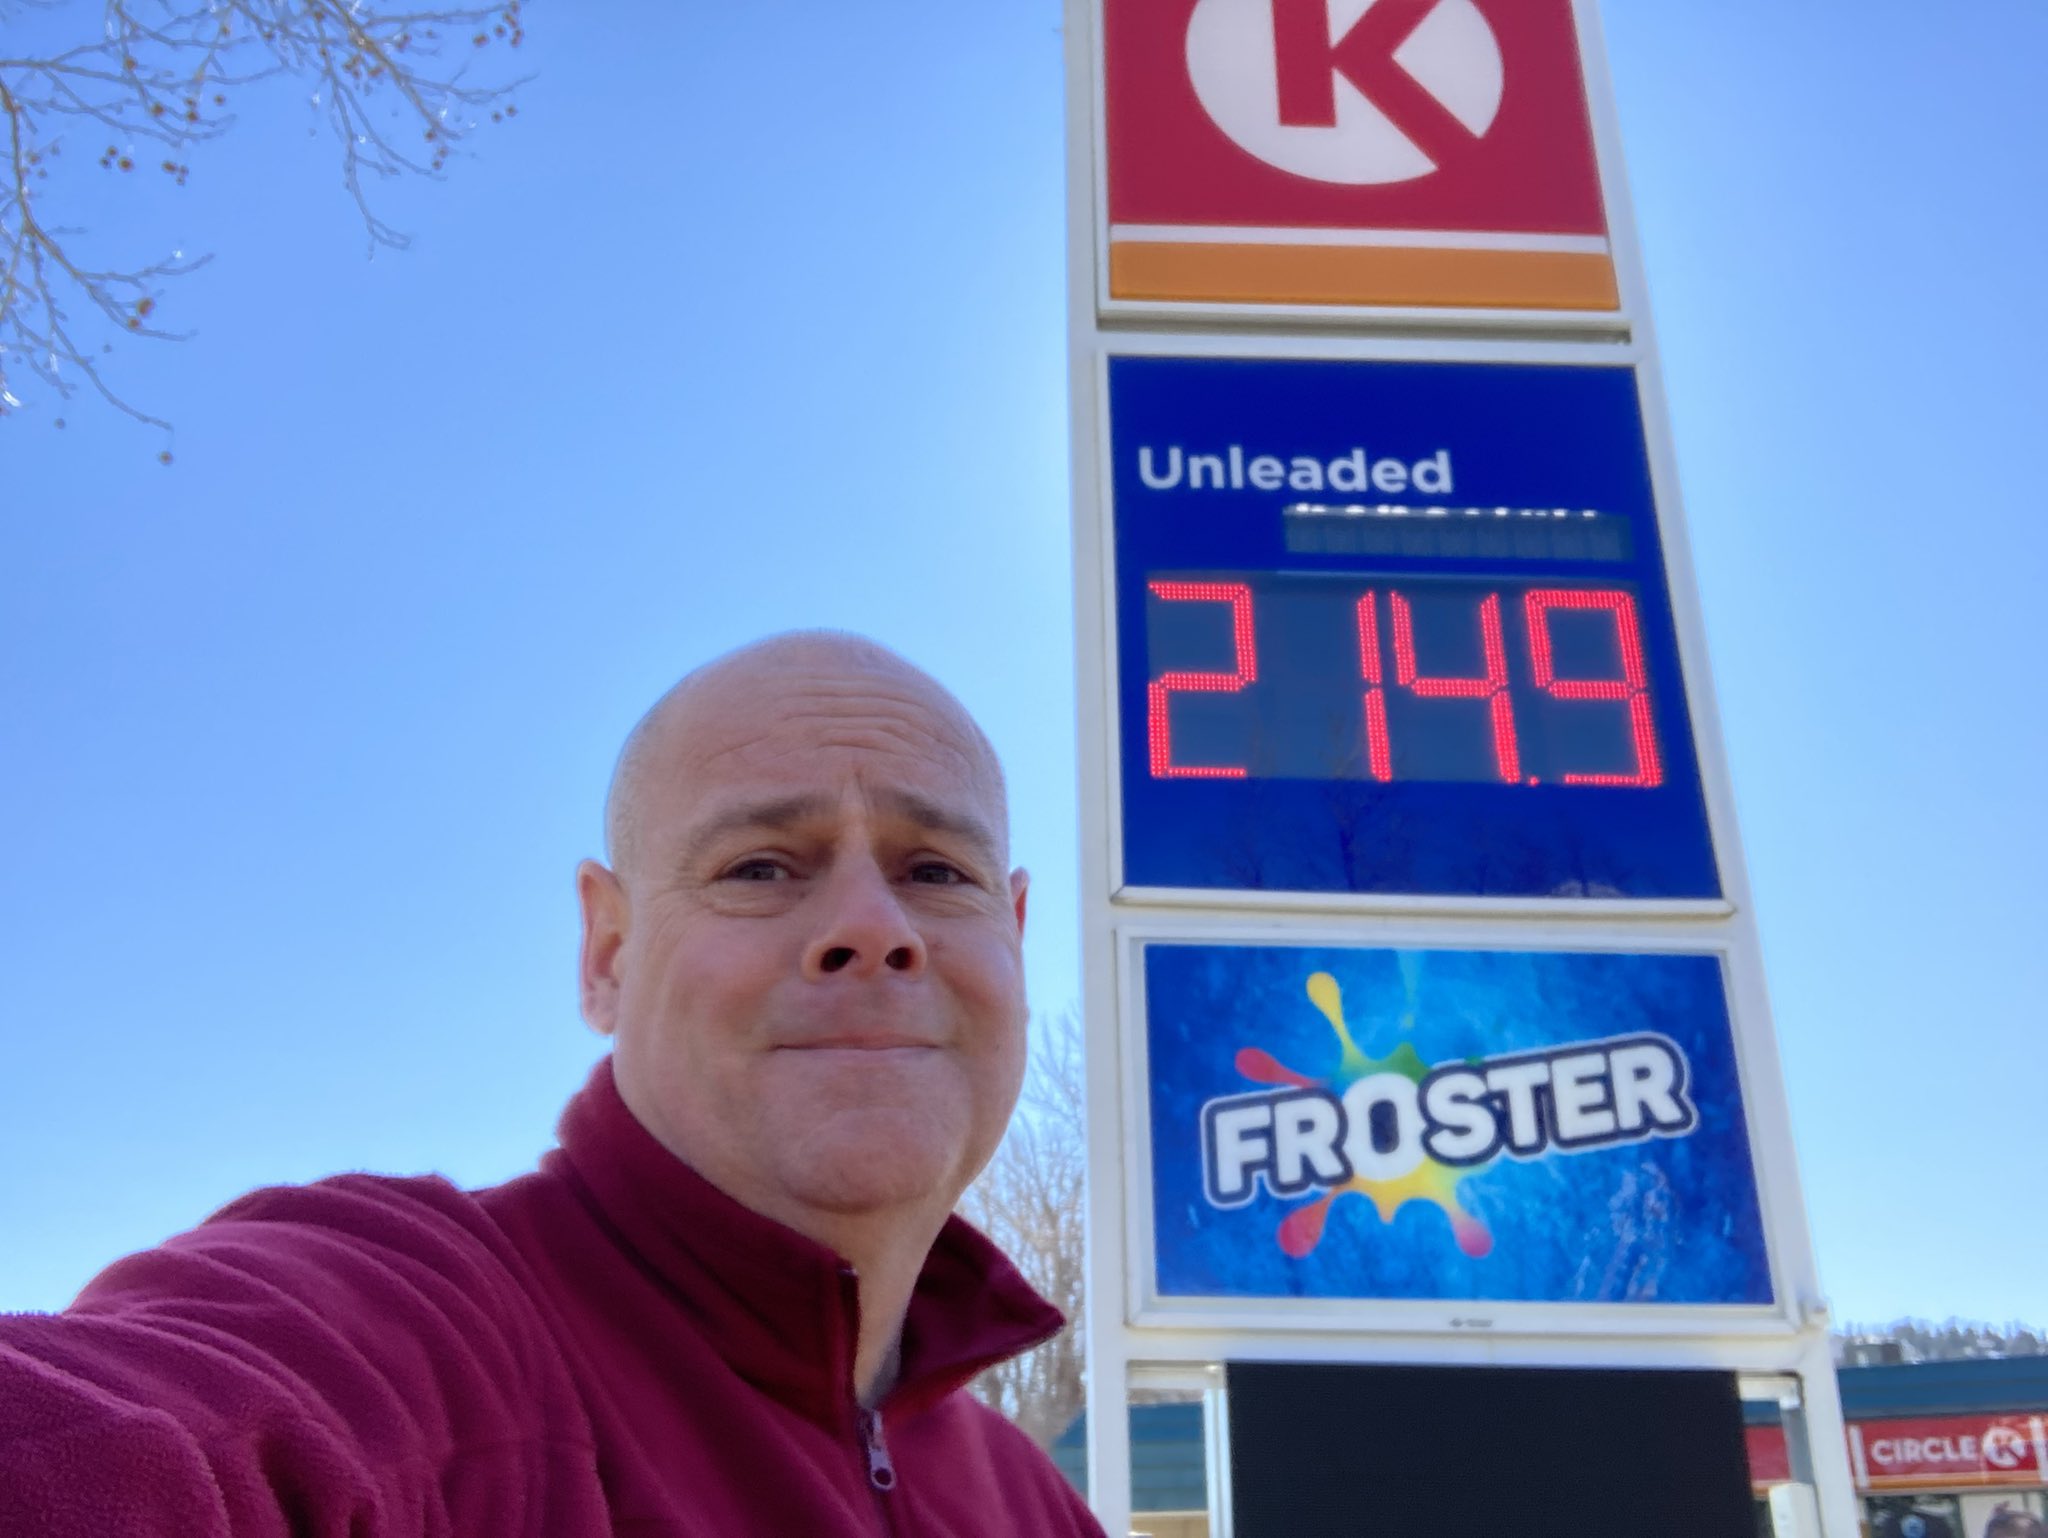 K
Unleaded
214.9
FROSTER
CIRCLE K